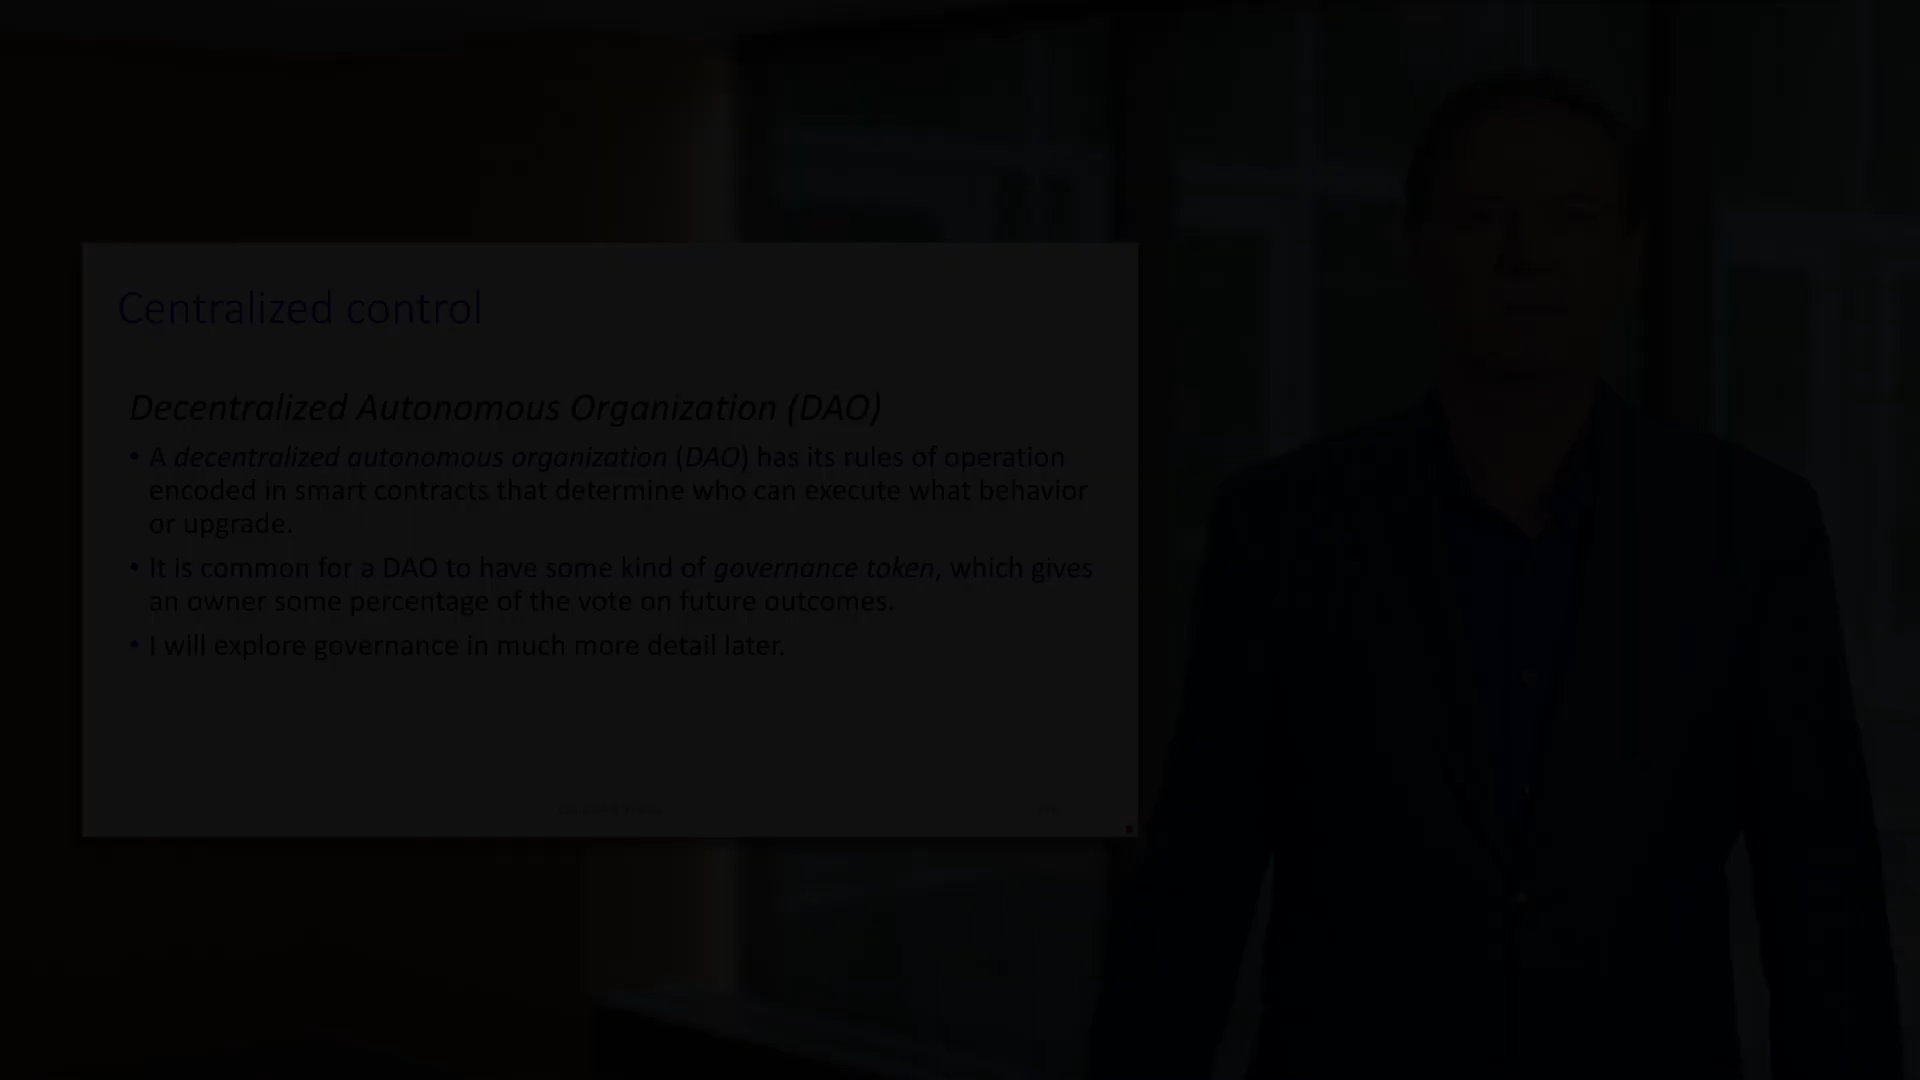 Centralized control
Decentralized Autonomous Organization (DAO)
• A decentralized autonomous organization (DAO) has its rules of operation
encoded in smart contracts that determine who can execute what behavior
or upgrade.
• It is common for a DAO to have some kind of governance token, which gives
an owner some percentage of the vote on future outcomes.
• I will explore governance in much more detail later.